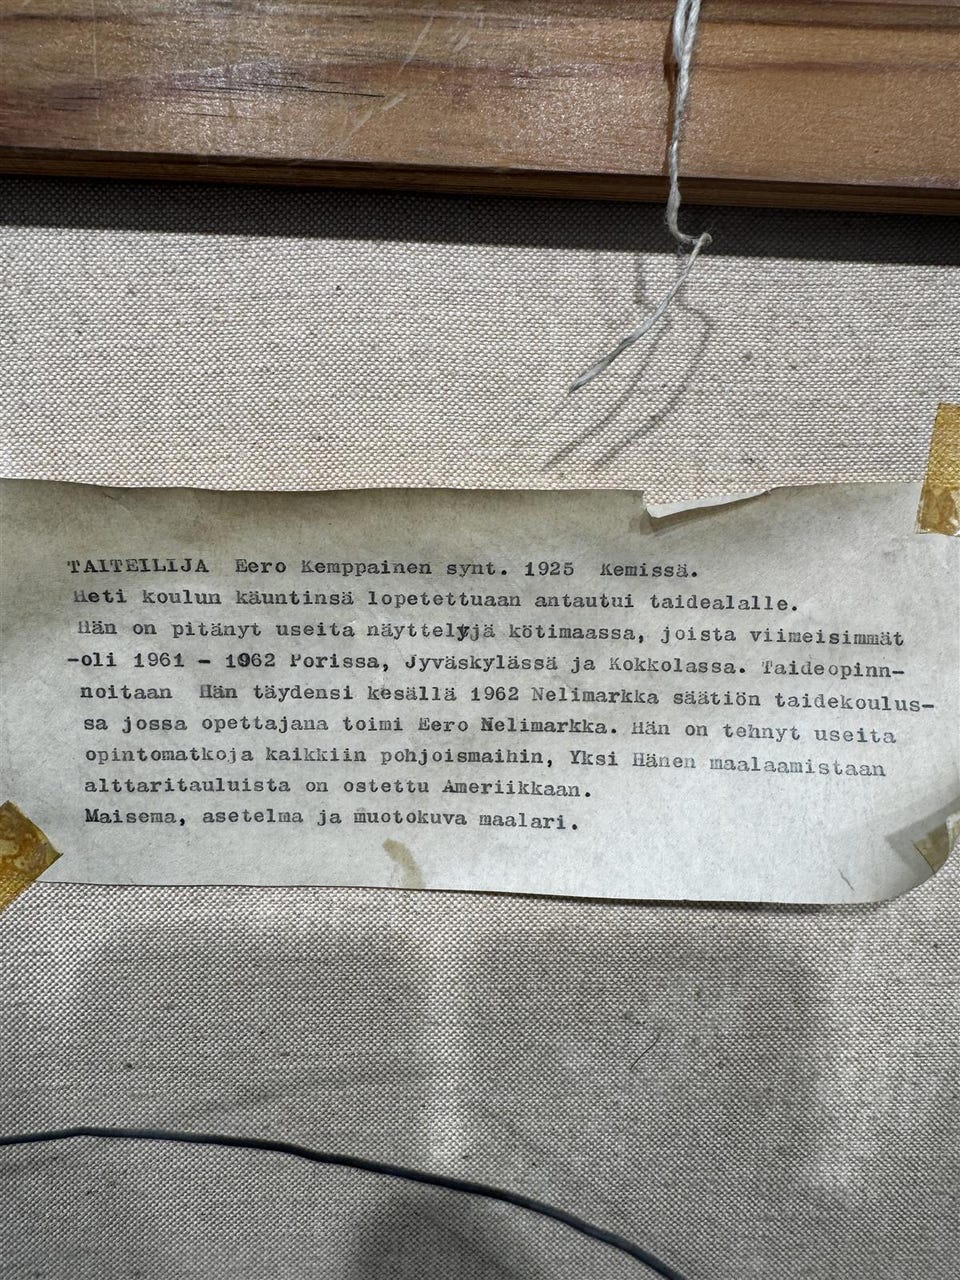 TAITEILIJA Eero Kemppainen synt. 1925 Kemissä.
Heti koulun käuntinsä lopetettuaan antautui taidealalle.
Hän on pitänyt useita näyttelyjä kötimaassa, joista viimeisimmät
-oli 1961 - 1962 Porissa, Jyväskylässä ja Kokkolassa. Taideopinn-
noitaan Hän täydensi kesällä 1962 Nelimarkka säätiön taidekoulus-
sa jossa opettajana toimi Eero Nelimarkka. Hän on tehnyt useita
opintomatkoja kaikkiin pohjoismaihin, Yksi Hänen maalaamistaan
alttaritauluista on ostettu Ameriikkaan.
Maisema, asetelma ja muotokuva maalari.